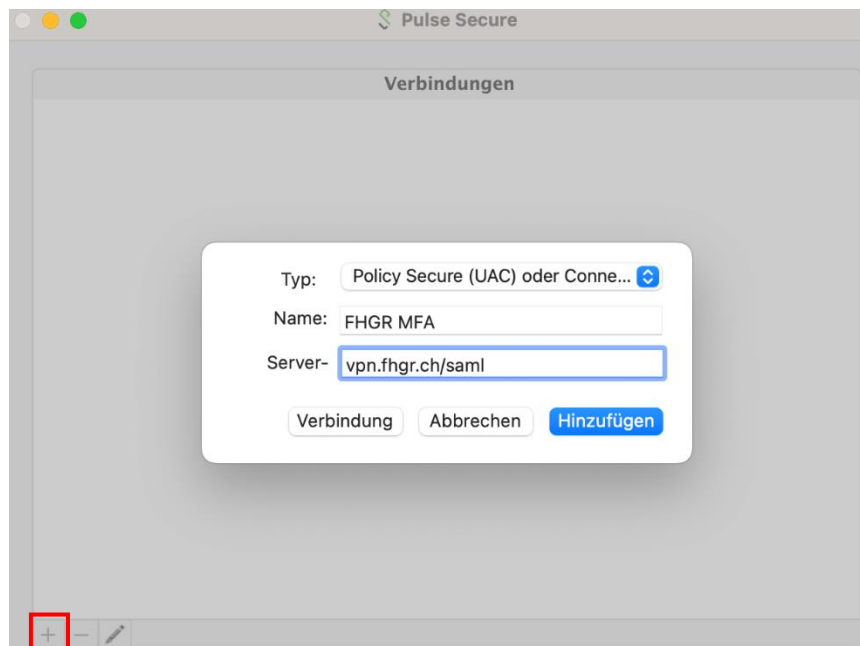 Pulse Secure
Verbindungen
Typ: Policy Secure (UAC) oder Conne...
Name: FHGR MFA
Server- vpn.fhgr.ch/saml
Verbindung Abbrechen Hinzufügen
+ −